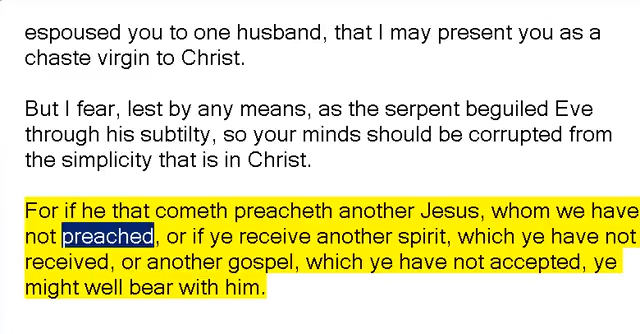 espoused you to one husband, that I may present you as a
chaste virgin to Christ.
But I fear, lest by any means, as the serpent beguiled Eve
through his subtilty, so your minds should be corrupted from
the simplicity that is in Christ.
For if he that cometh preacheth another Jesus, whom we have
not preached, or if ye receive another spirit, which ye have not
received, or another gospel, which ye have not accepted, ye
might well bear with him.